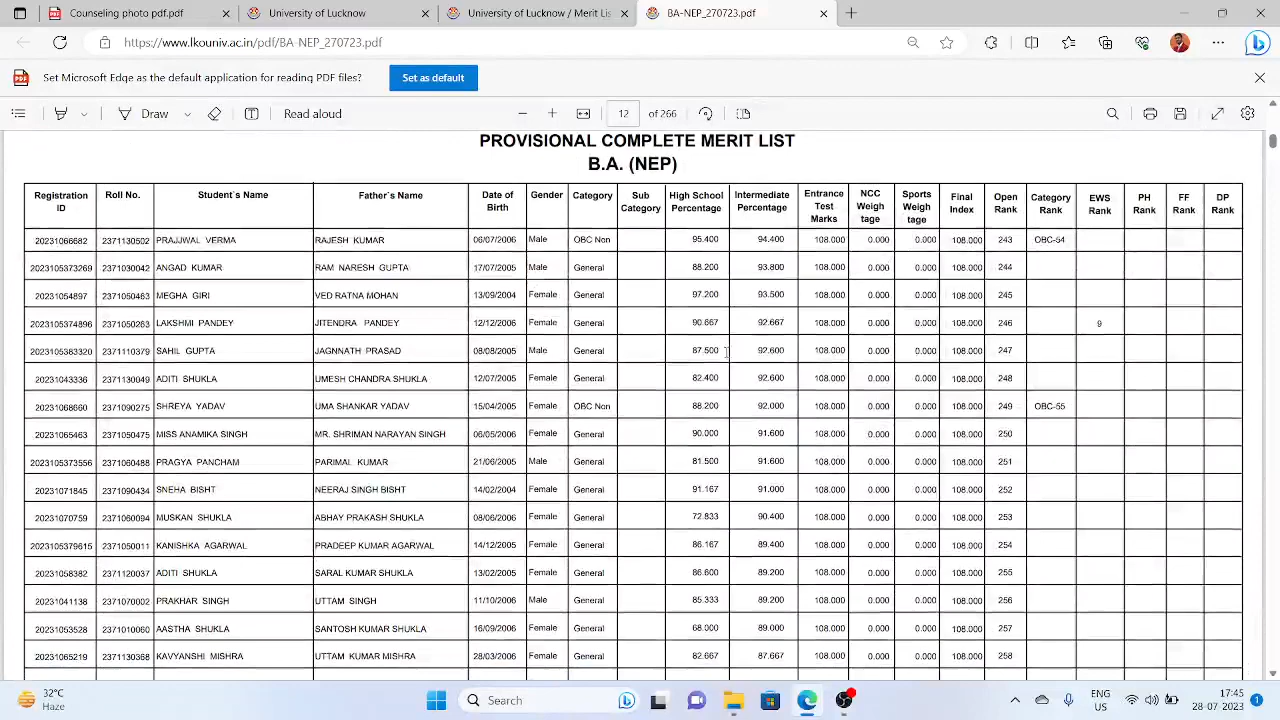 Counseling photo pdf.pdf
University of Lucknow
University of Lucknow / Merit Lis
BA-NEP_270723.pdf
https://www.lkouniv.ac.in/pdf/BA-NEP_270723.pdf
Set Microsoft Edge as the default application for reading PDF files? Set as default
Draw Read aloud 12 of 266
PROVISIONAL COMPLETE MERIT LIST
B.A. (NEP)
Registration ID Roll No. Student`s Name Father`s Name Date of Birth Gender Category Sub Category High School Percentage Intermediate Percentage Entrance Test Marks NCC Weigh tage Sports Weigh tage Final Index Open Rank Category Rank EWS Rank PH Rank FF Rank DP Rank
20231066682 2371130502 PRAJJWAL VERMA RAJESH KUMAR 06/07/2006 Male OBC Non 95.400 94.400 108.000 0.000 0.000 108.000 243 OBC-54
2023105373269 2371030042 ANGAD KUMAR RAM NARESH GUPTA 17/07/2005 Male General 88.200 93.800 108.000 0.000 0.000 108.000 244
20231054897 2371050463 MEGHA GIRI VED RATNA MOHAN 13/09/2004 Female General 97.200 93.500 108.000 0.000 0.000 108.000 245
2023105374896 2371050263 LAKSHMI PANDEY JITENDRA PANDEY 12/12/2006 Female General 90.667 92.667 108.000 0.000 0.000 108.000 246 9
2023105383320 2371110379 SAHIL GUPTA JAGNNATH PRASAD 08/08/2005 Male General 87.500 92.600 108.000 0.000 0.000 108.000 247
20231043336 2371130049 ADITI SHUKLA UMESH CHANDRA SHUKLA 12/07/2005 Female General 82.400 92.600 108.000 0.000 0.000 108.000 248
20231068660 2371090275 SHREYA YADAV UMA SHANKAR YADAV 15/04/2005 Female OBC Non 88.200 92.000 108.000 0.000 0.000 108.000 249 OBC-55
20231065463 2371050475 MISS ANAMIKA SINGH MR. SHRIMAN NARAYAN SINGH 06/05/2006 Female General 90.000 91.600 108.000 0.000 0.000 108.000 250
2023105373556 2371060488 PRAGYA PANCHAM PARIMAL KUMAR 21/06/2005 Male General 81.500 91.600 108.000 0.000 0.000 108.000 251
20231071845 2371090434 SNEHA BISHT NEERAJ SINGH BISHT 14/02/2004 Female General 91.167 91.000 108.000 0.000 0.000 108.000 252
20231070759 2371060094 MUSKAN SHUKLA ABHAY PRAKASH SHUKLA 08/06/2006 Female General 72.833 90.400 108.000 0.000 0.000 108.000 253
2023105379615 2371050011 KANISHKA AGARWAL PRADEEP KUMAR AGARWAL 14/12/2005 Female General 86.167 89.400 108.000 0.000 0.000 108.000 254
20231058382 2371120037 ADITI SHUKLA SARAL KUMAR SHUKLA 13/02/2005 Female General 86.600 89.200 108.000 0.000 0.000 108.000 255
20231041138 2371070002 PRAKHAR SINGH UTTAM SINGH 11/10/2006 Male General 85.333 89.200 108.000 0.000 0.000 108.000 256
20231053528 2371010060 AASTHA SHUKLA SANTOSH KUMAR SHUKLA 16/09/2006 Female General 68.000 89.000 108.000 0.000 0.000 108.000 257
20231065219 2371130368 KAVYANSHI MISHRA UTTAM KUMAR MISHRA 28/03/2006 Female General 82.667 87.667 108.000 0.000 0.000 108.000 258
32°C
Haze
Search
ENG
US
17:45
28-07-2023